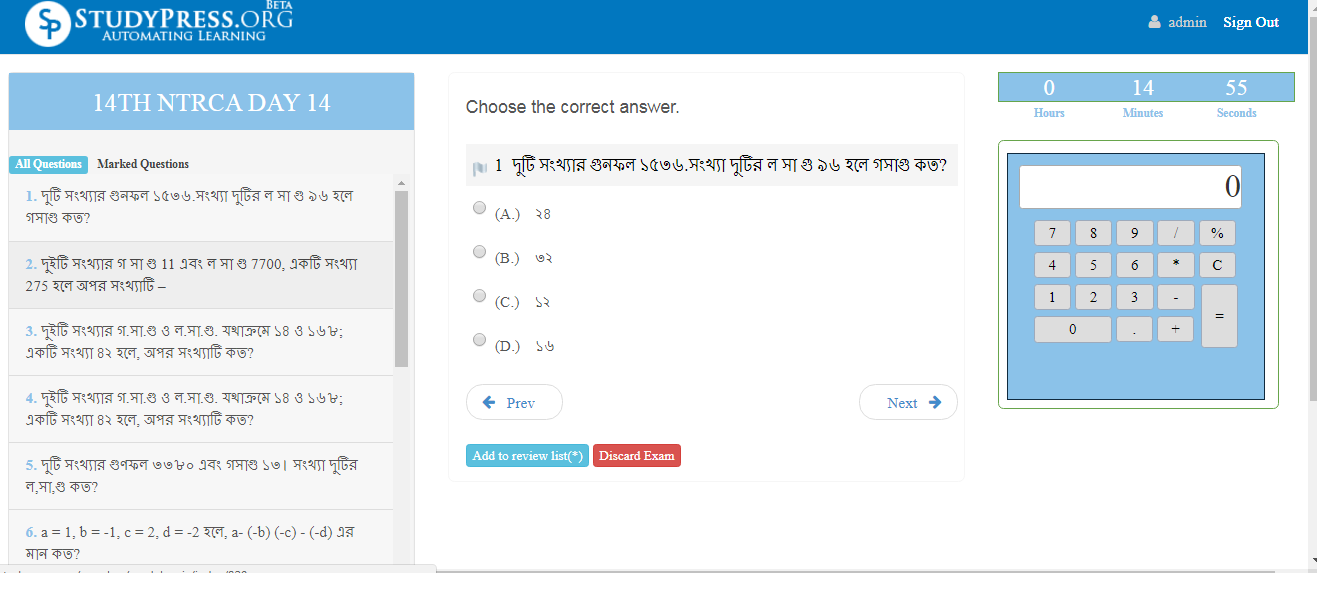 BETA
STUDYPRESS.ORG
AUTOMATING LEARNING
admin Sign Out
14TH NTRCA DAY 14
All Questions Marked Questions
1. দুটি সংখ্যার গুনফল ১৫৩৬.সংখ্যা দুটির ল সা গু ৯৬ হলে
গসাগু কত?
2. দুইটি সংখ্যার গ সা গু 11 এবং ল সা গু 7700, একটি সংখ্যা
275 হলে অপর সংখ্যাটি –
3. দুইটি সংখ্যার গ.সা.গু ও ল.সা.গু. যথাক্রমে ১৪ ও ১৬৮;
একটি সংখ্যা ৪২ হলে, অপর সংখ্যাটি কত?
4. দুইটি সংখ্যার গ.সা.গু ও ল.সা.গু. যথাক্রমে ১৪ ও ১৬৮;
একটি সংখ্যা ৪২ হলে, অপর সংখ্যাটি কত?
5. দুটি সংখ্যার গুণফল ৩৩৮০ এবং গসাগু ১৩। সংখ্যা দুটির
ল,সা,গু কত?
6. a = 1, b = -1, c = 2, d = -2 হলে, a- (-b) (-c) - (-d) এর
মান কত?
Choose the correct answer.
1 দুটি সংখ্যার গুনফল ১৫৩৬.সংখ্যা দুটির ল সা গু ৯৬ হলে গসাগু কত?
(A.) ২৪
(B.) ৩২
(C.) ১২
(D.) ১৬
Prev Next
Add to review list(*) Discard Exam
0 14 55
Hours Minutes Seconds
0
7 8 9 / %
4 5 6 * C
1 2 3 - =
0 . +